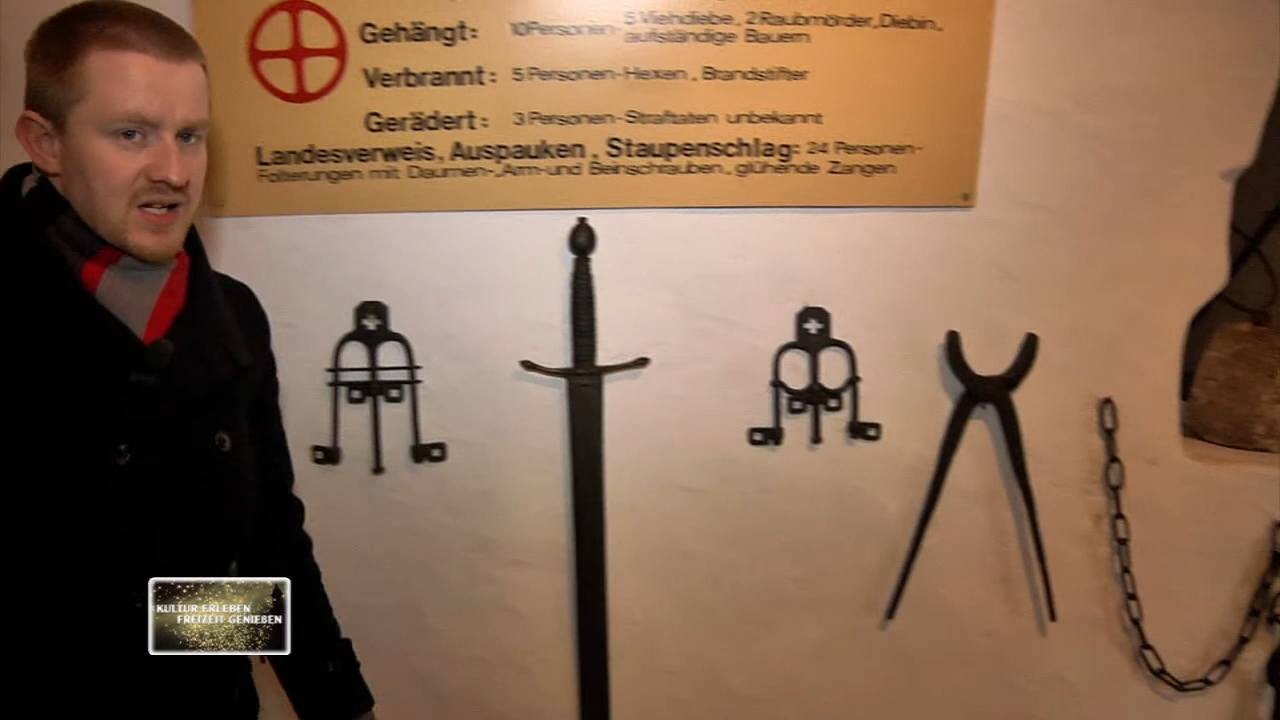 Gehängt: 10 Personen- 5 Viehdiebe, 2 Raubmörder, Diebin,
aufständige Bauern
Verbrannt: 5 Personen-Hexen, Brandstifter
Gerädert: 3 Personen-Straftaten unbekannt
Landesverweis, Auspauken, Staupenschlag: 24 Personen-
Folterungen mit Daumen-, Arm-und Beinschrauben, glühende Zangen
KULTUR ERLEBEN
FREIZEIT GENIEßEN